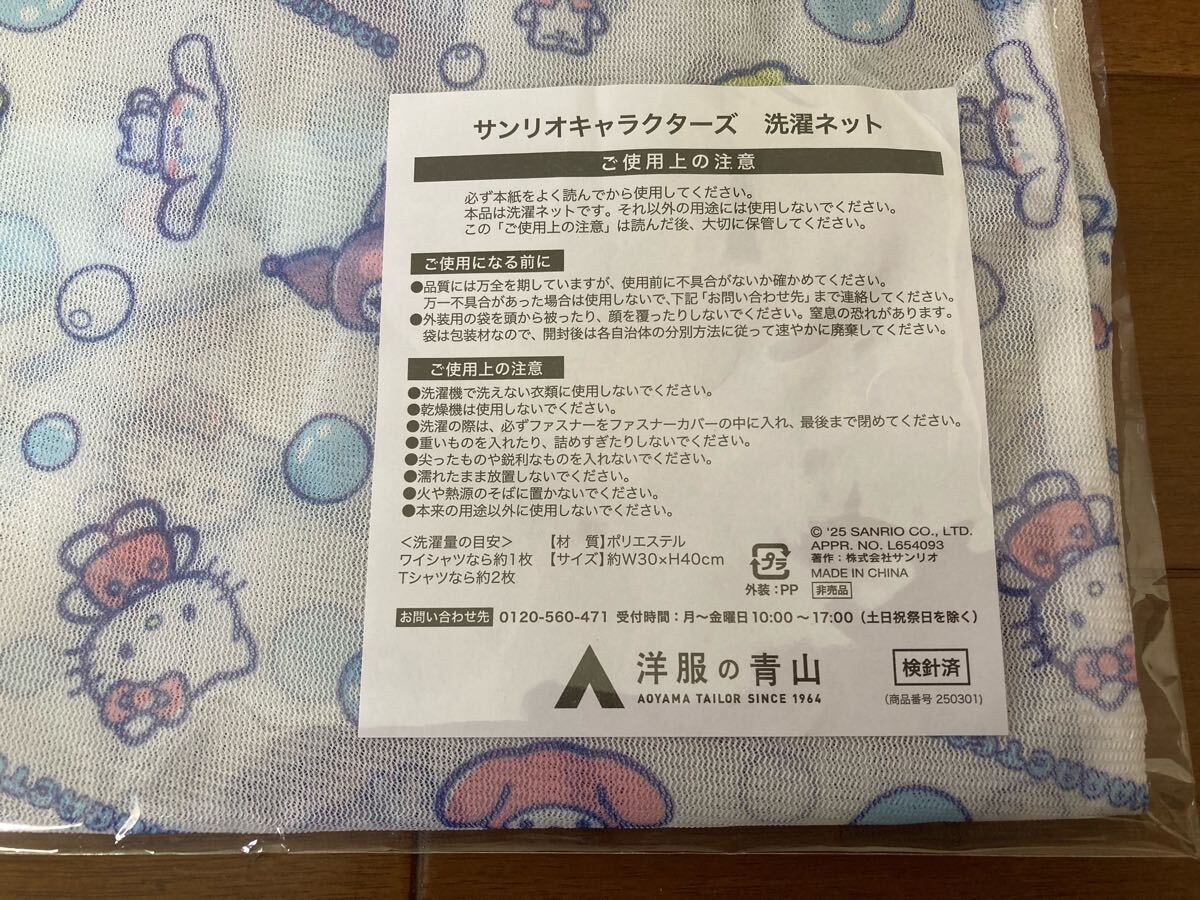 サンリオキャラクターズ　洗濯ネット
ご使用上の注意
必ず本紙をよく読んでから使用してください。
本品は洗濯ネットです。それ以外の用途には使用しないでください。
この「ご使用上の注意」は読んだ後、大切に保管してください。
ご使用になる前に
●品質には万全を期していますが、使用前に不具合がないか確かめてください。
万一不具合があった場合は使用しないで、下記「お問い合わせ先」まで連絡してください。
●外装用の袋を頭から被ったり、顔を覆ったりしないでください。窒息の恐れがあります。
袋は包装材なので、開封後は各自治体の分別方法に従って速やかに廃棄してください。
ご使用上の注意
●洗濯機で洗えない衣類に使用しないでください。
●乾燥機は使用しないでください。
●洗濯の際は、必ずファスナーをファスナーカバーの中に入れ、最後まで閉めてください。
●重いものを入れたり、詰めすぎたりしないでください。
●尖ったものや鋭利なものを入れないでください。
●濡れたまま放置しないでください。
●火や熱源のそばに置かないでください。
●本来の用途以外に使用しないでください。
＜洗濯量の目安＞
ワイシャツなら約1枚
Tシャツなら約2枚
【材　質】ポリエステル
【サイズ】約W30×H40cm
プラ
外装：PP
© '25 SANRIO CO., LTD.
APPR. NO. L654093
著作：株式会社サンリオ
MADE IN CHINA
非売品
お問い合わせ先 0120-560-471 受付時間：月〜金曜日10:00〜17:00（土日祝祭日を除く）
洋服の青山
AOYAMA TAILOR SINCE 1964
検針済
(商品番号 250301)